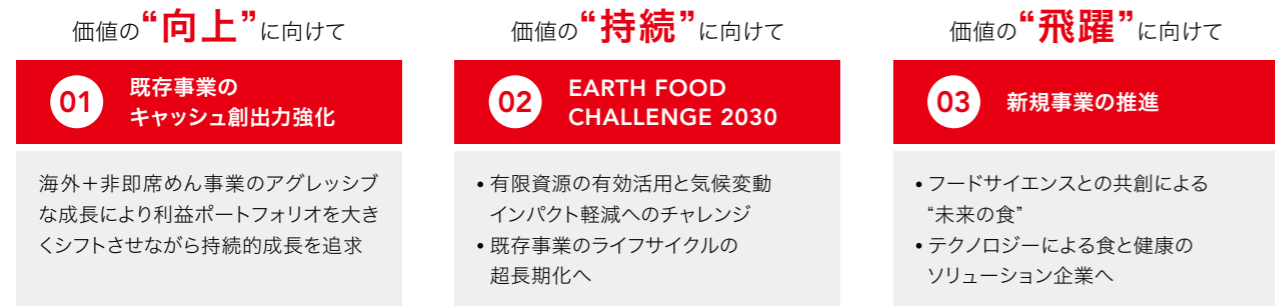 価値の“向上”に向けて
01
既存事業の
キャッシュ創出力強化
海外＋非即席めん事業のアグレッシブ
な成長により利益ポートフォリオを大き
くシフトさせながら持続的成長を追求
価値の“持続”に向けて
02
EARTH FOOD
CHALLENGE 2030
• 有限資源の有効活用と気候変動
インパクト軽減へのチャレンジ
• 既存事業のライフサイクルの
超長期化へ
価値の“飛躍”に向けて
03
新規事業の推進
• フードサイエンスとの共創による
“未来の食”
• テクノロジーによる食と健康の
ソリューション企業へ